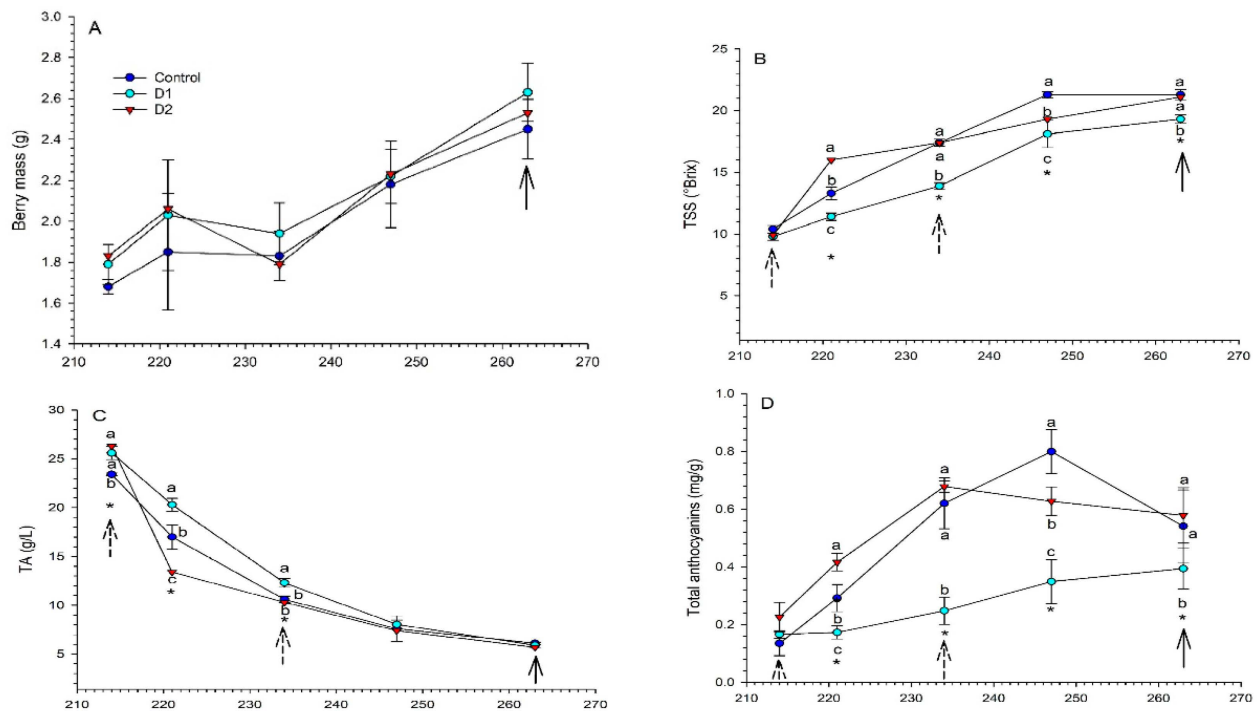 A
Control
D1
D2
Berry mass (g)
3.0
2.8
2.6
2.4
2.2
2.0
1.8
1.6
1.4
210 220 230 240 250 260 270
B
TSS (°Brix)
25
20
15
10
5
a a
a b a
a b
b a c *
b *
c *
*
210 220 230 240 250 260 270
C
TA (g/L)
30
25
20
15
10
5
a
a a
b b
* a
c b
* b
*
210 220 230 240 250 260 270
D
Total anthocyanins (mg/g)
1.0
0.8
0.6
0.4
0.2
0.0
a
a a
a b a
a c
b b b
c * * *
*
210 220 230 240 250 260 270